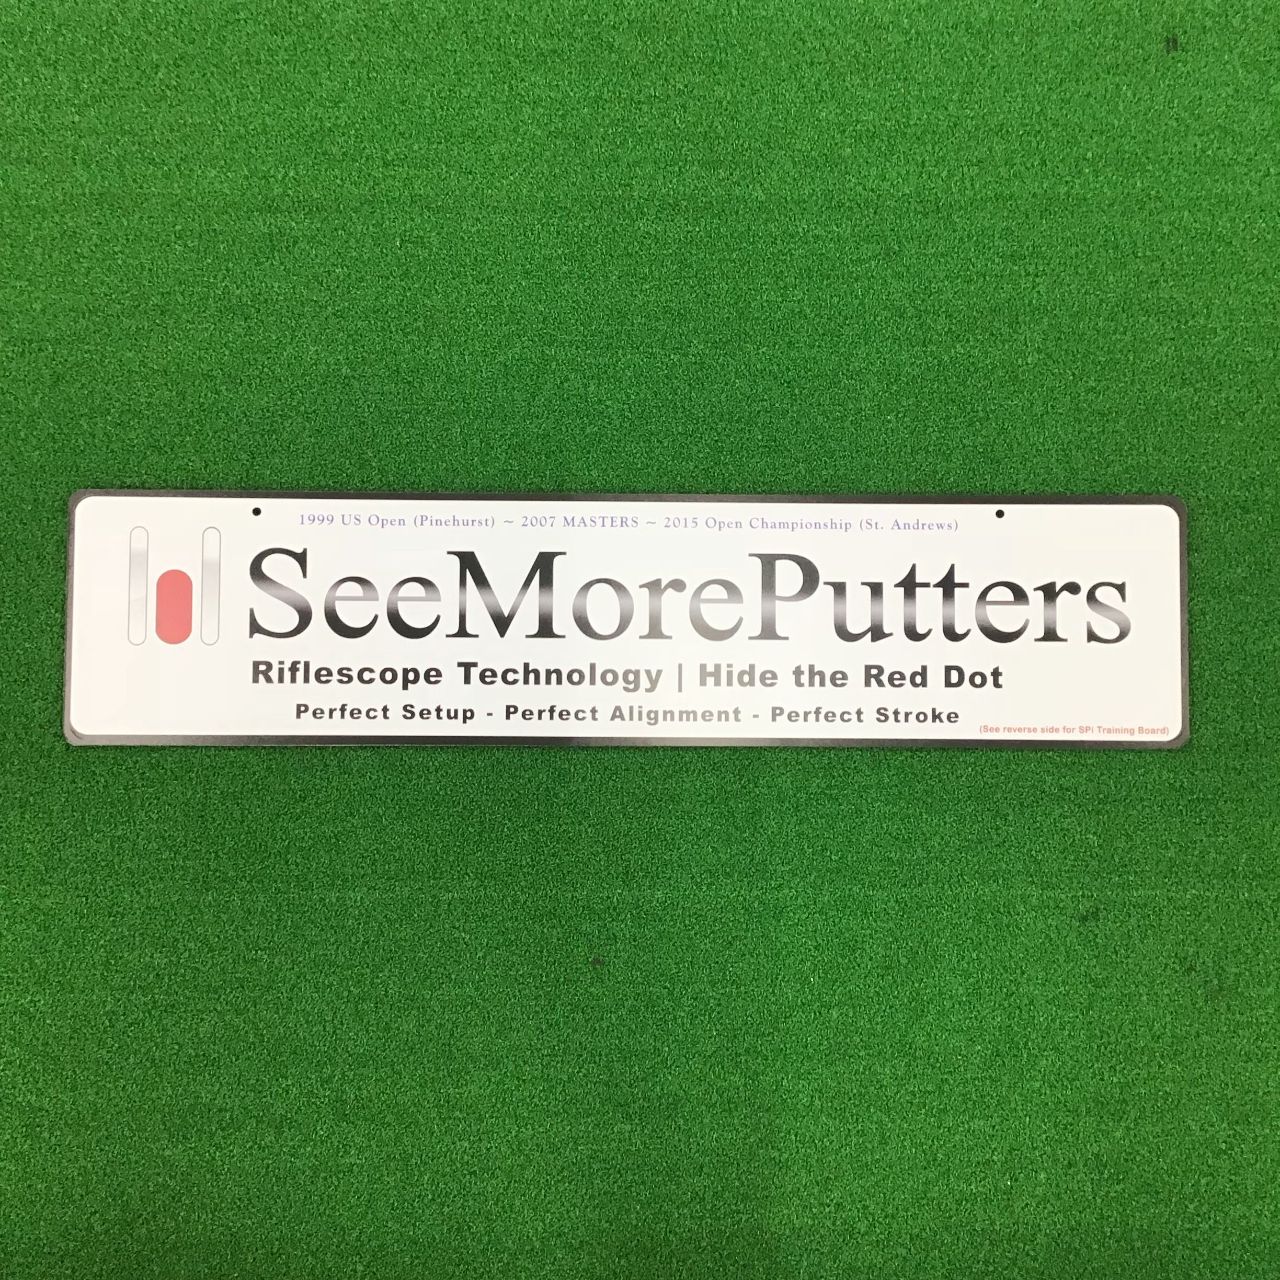 1999 US Open (Pinehurst) ~ 2007 MASTERS ~ 2015 Open Championship (St. Andrews)
SeeMorePutters
Riflescope Technology | Hide the Red Dot
Perfect Setup - Perfect Alignment - Perfect Stroke
(See reverse side for SPi Training Board)